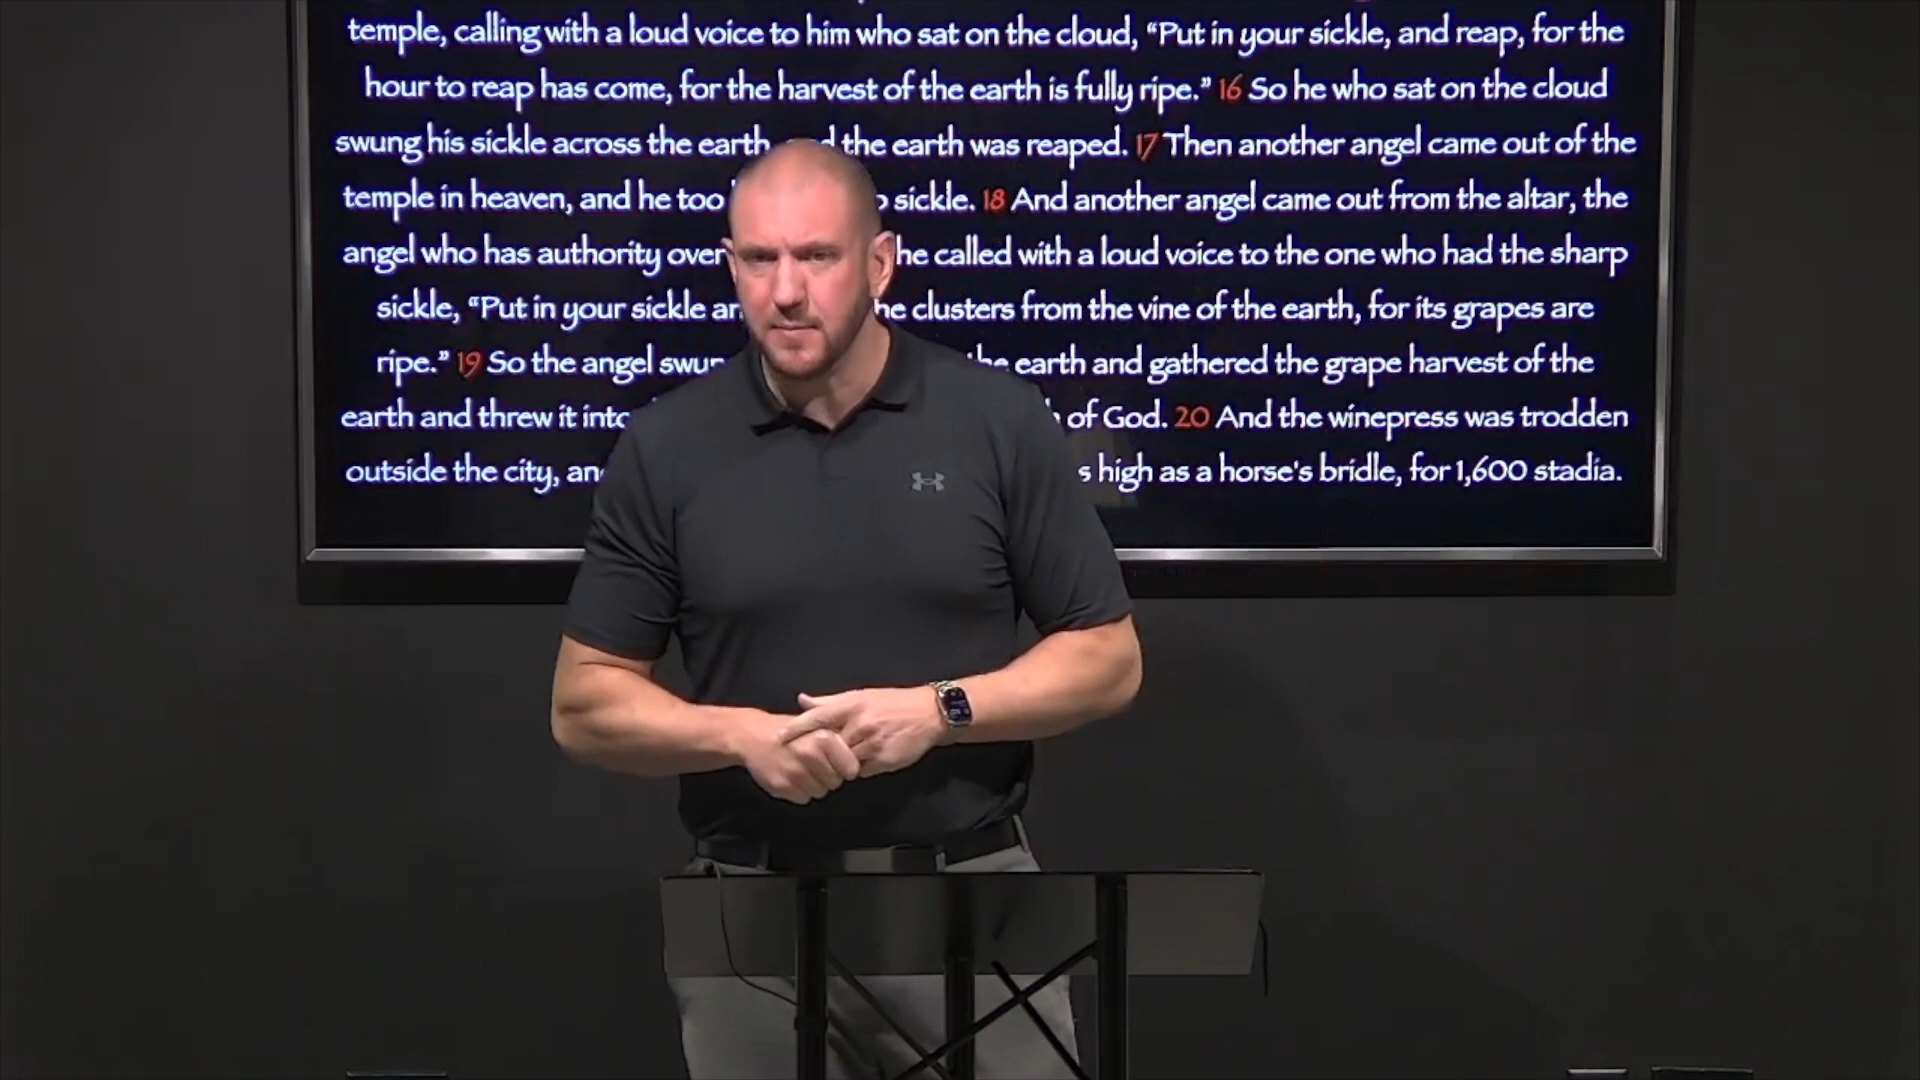 temple, calling with a loud voice to him who sat on the cloud, “Put in your sickle, and reap, for the
hour to reap has come, for the harvest of the earth is fully ripe.” 16 So he who sat on the cloud
swung his sickle across the earth the earth was reaped. 17 Then another angel came out of the
temple in heaven, and he too sickle. 18 And another angel came out from the altar, the
angel who has authority over he called with a loud voice to the one who had the sharp
sickle, “Put in your sickle clusters from the vine of the earth, for its grapes are
ripe.” 19 So the angel earth and gathered the grape harvest of the
earth and threw it into of God. 20 And the winepress was trodden
outside the city, high as a horse's bridle, for 1,600 stadia.